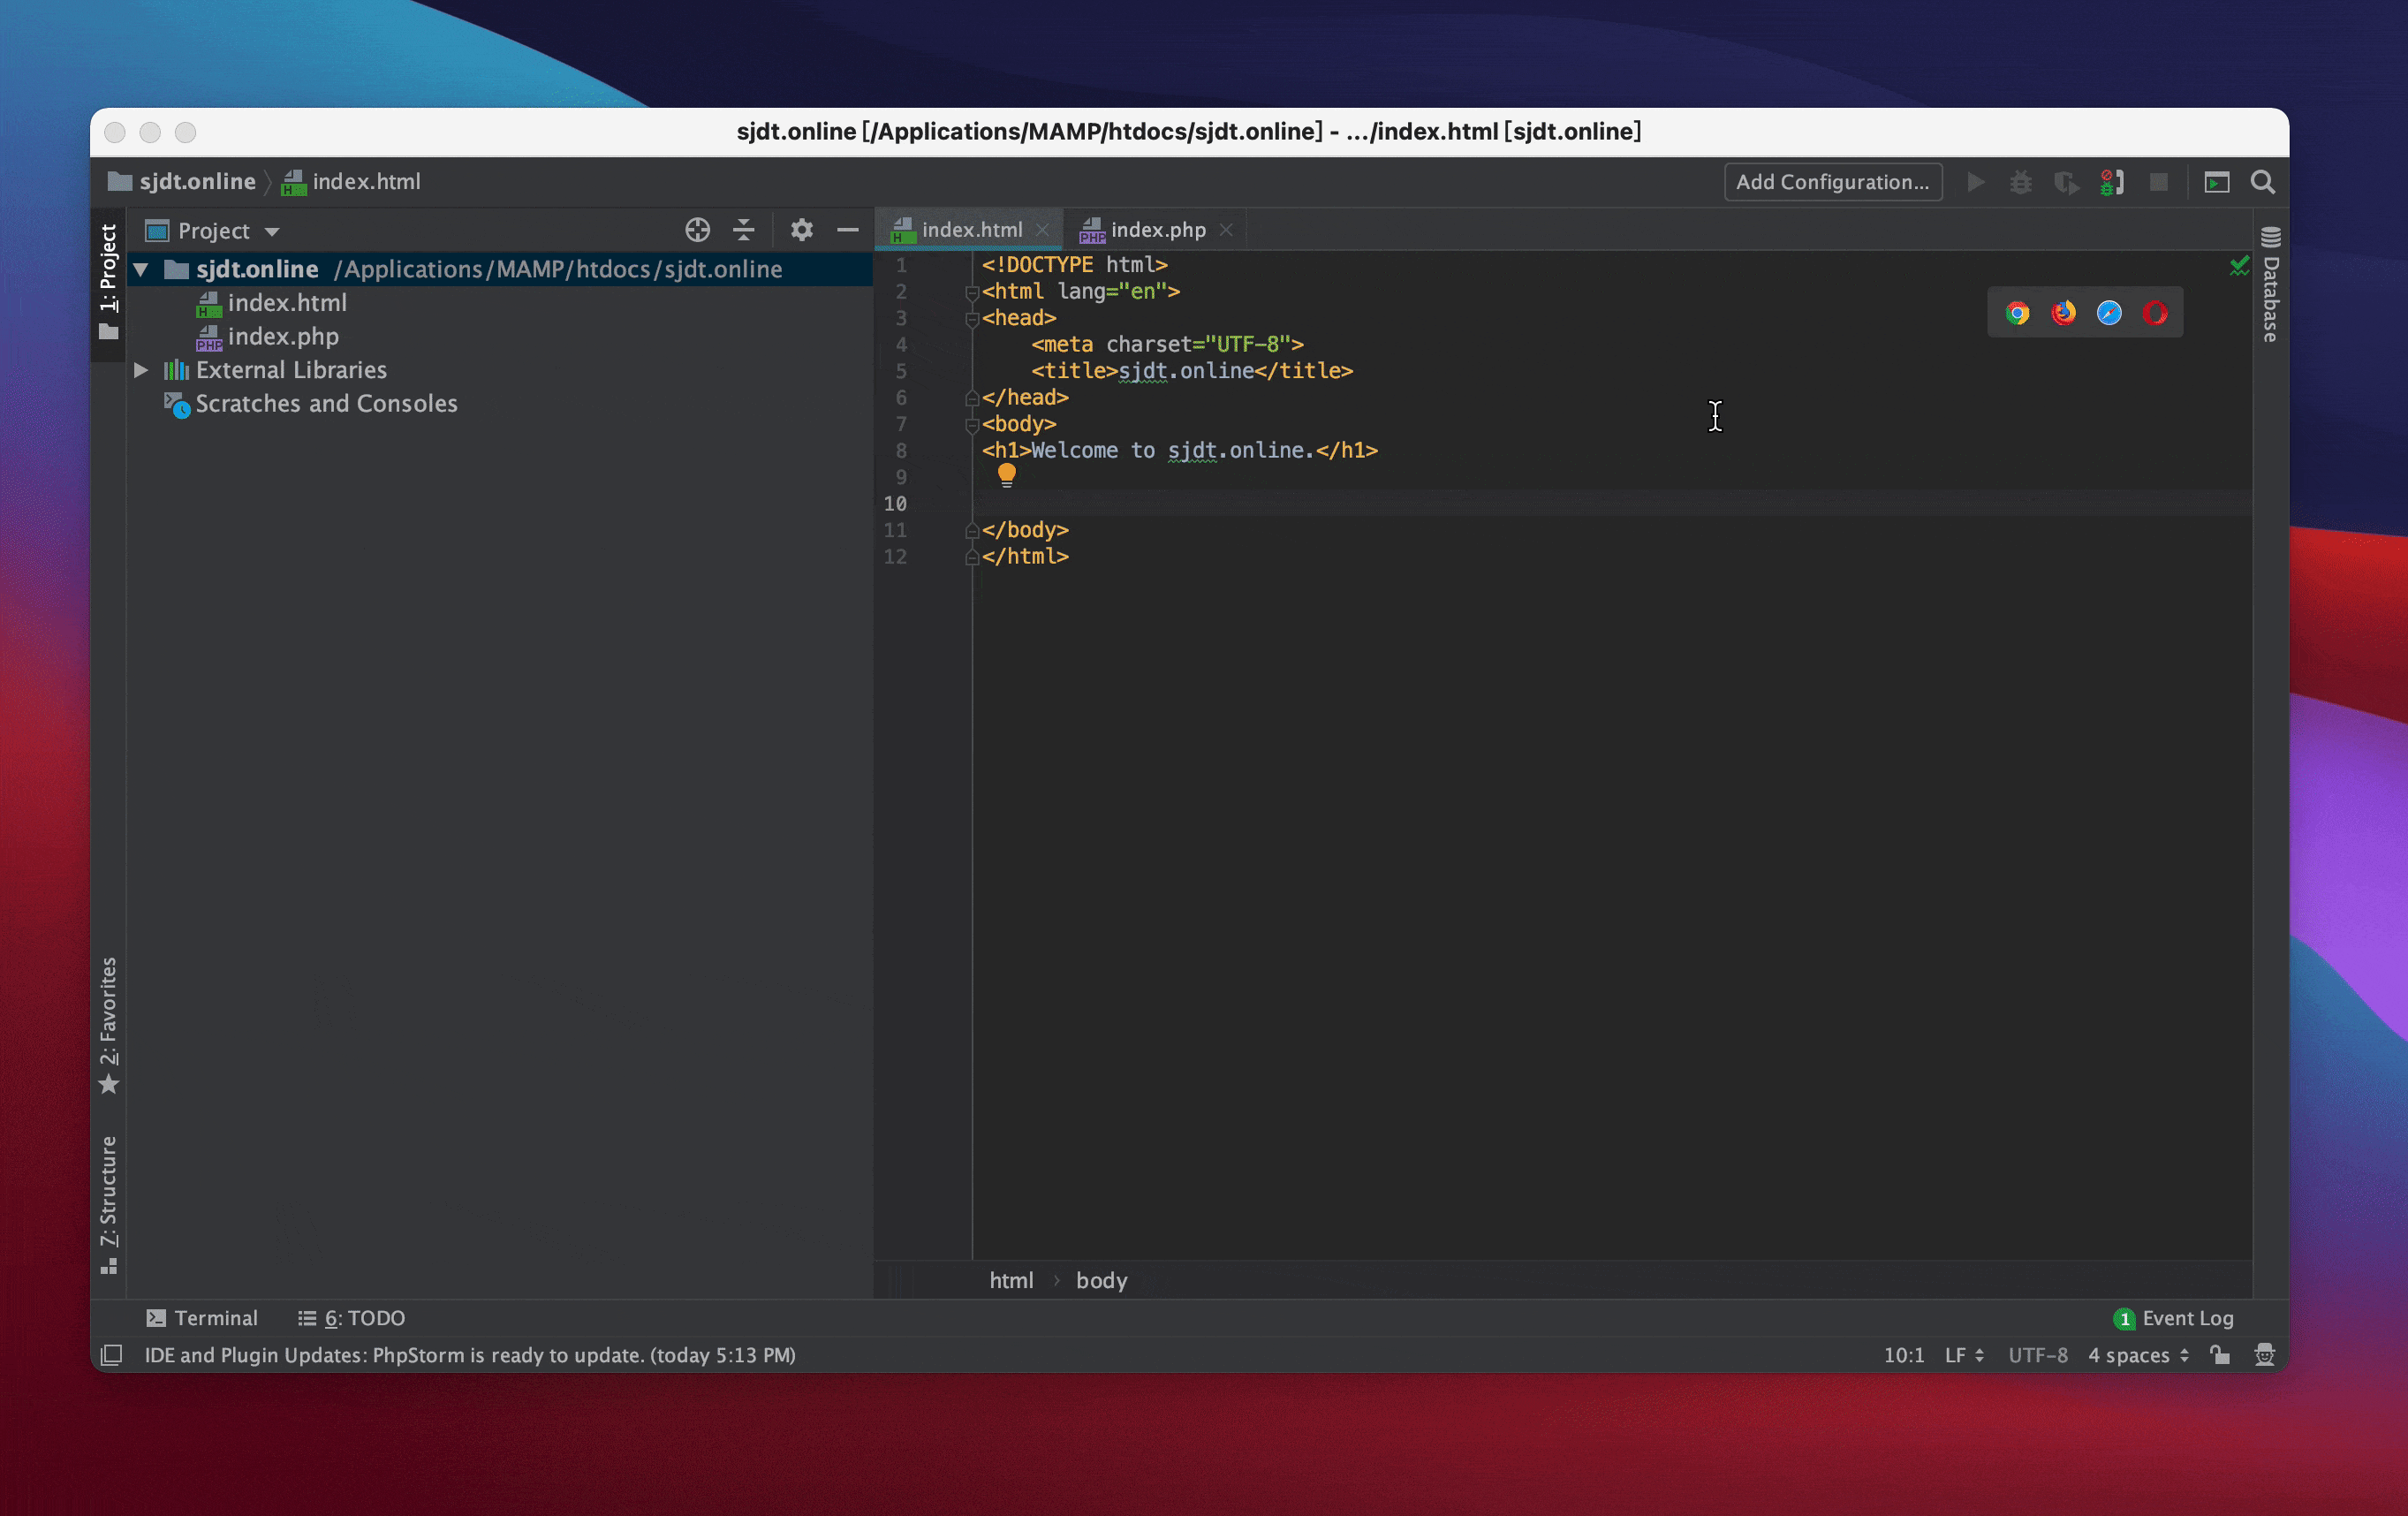 sjdt.online [/Applications/MAMP/htdocs/sjdt.online] - .../index.html [sjdt.online]
sjdt.online index.html
Add Configuration...
1: Project
Project
sjdt.online /Applications/MAMP/htdocs/sjdt.online
index.html
index.php
External Libraries
Scratches and Consoles
2: Favorites
7: Structure
index.html index.php
1 <!DOCTYPE html>
2 <html lang="en">
3 <head>
4 <meta charset="UTF-8">
5 <title>sjdt.online</title>
6 </head>
7 <body>
8 <h1>Welcome to sjdt.online.</h1>
9
10
11 </body>
12 </html>
Database
html › body
Terminal 6: TODO
1 Event Log
IDE and Plugin Updates: PhpStorm is ready to update. (today 5:13 PM)
10:1 LF UTF-8 4 spaces